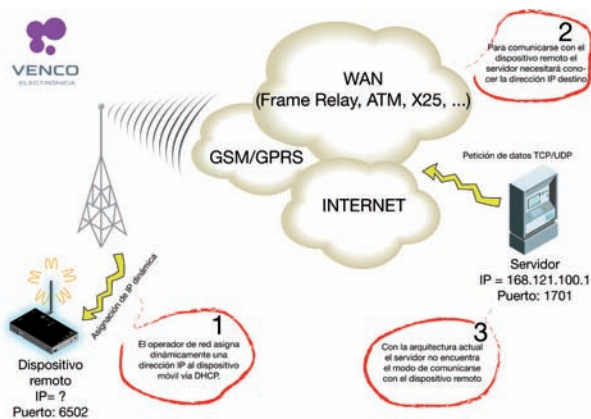 VENCO
ELECTRÓNICA
WAN
(Frame Relay, ATM, X25, ...)
GSM/GPRS
INTERNET
2
Para comunicarse con el
dispositivo remoto el
servidor necesitará cono-
cer la dirección IP destino
Petición de datos TCP/UDP
Servidor
IP = 168.121.100.1
Puerto: 1701
Asignación de IP dinámica
Dispositivo
remoto
IP= ?
Puerto: 6502
1
El operador de red asigna
dinámicamente una
dirección IP al dispositivo
móvil vía DHCP.
3
Con la arquitectura actual
el servidor no encuentra
el modo de comunicarse
con el dispositivo remoto